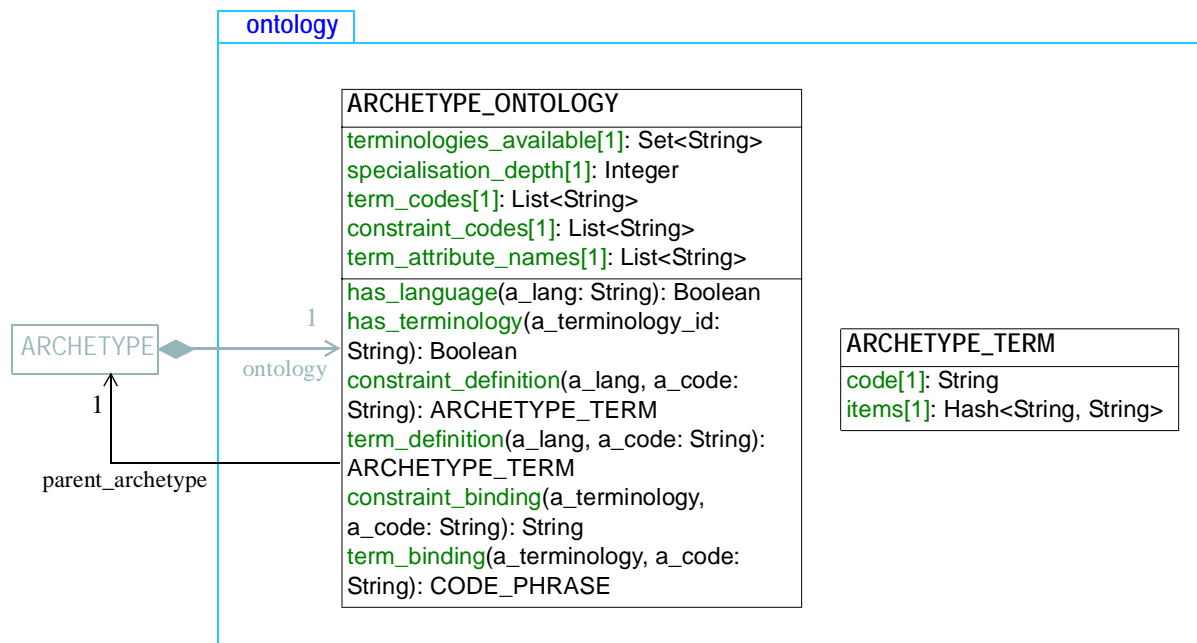 ontology
ARCHETYPE_ONTOLOGY
terminologies_available[1]: Set<String>
specialisation_depth[1]: Integer
term_codes[1]: List<String>
constraint_codes[1]: List<String>
term_attribute_names[1]: List<String>
has_language(a_lang: String): Boolean
has_terminology(a_terminology_id:
String): Boolean
constraint_definition(a_lang, a_code:
String): ARCHETYPE_TERM
term_definition(a_lang, a_code: String):
ARCHETYPE_TERM
constraint_binding(a_terminology,
a_code: String): String
term_binding(a_terminology, a_code:
String): CODE_PHRASE
ARCHETYPE
1
ontology
1
parent_archetype
ARCHETYPE_TERM
code[1]: String
items[1]: Hash<String, String>